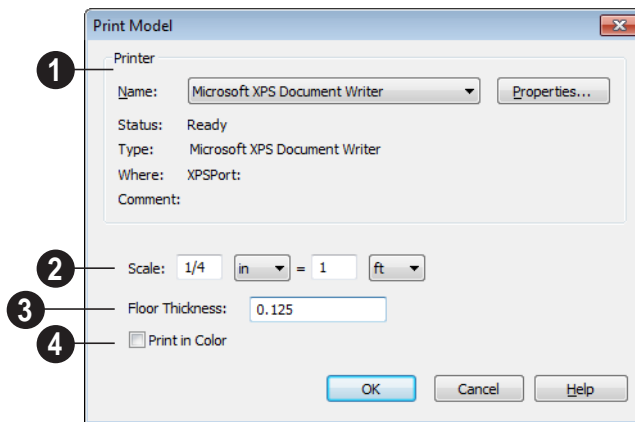 Print Model
Printer
1
Name: Microsoft XPS Document Writer Properties...
Status: Ready
Type: Microsoft XPS Document Writer
Where: XPSPort:
Comment:
2 Scale: 1/4 in = 1 ft
3 Floor Thickness: 0.125
4 Print in Color
OK Cancel Help